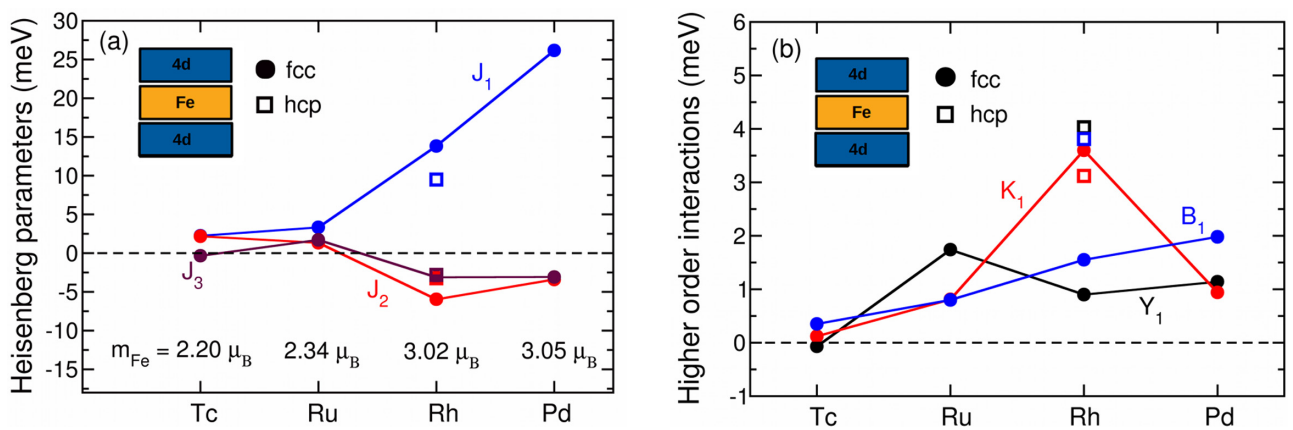 Heisenberg parameters (meV)
30
25
20
15
10
5
0
-5
-10
-15
(a)
4d
Fe
4d
fcc
hcp
J1
J2
J3
mFe = 2.20 μB 2.34 μB 3.02 μB 3.05 μB
Tc Ru Rh Pd
Higher order interactions (meV)
6
5
4
3
2
1
0
-1
(b)
4d
Fe
4d
fcc
hcp
K1
B1
Y1
Tc Ru Rh Pd